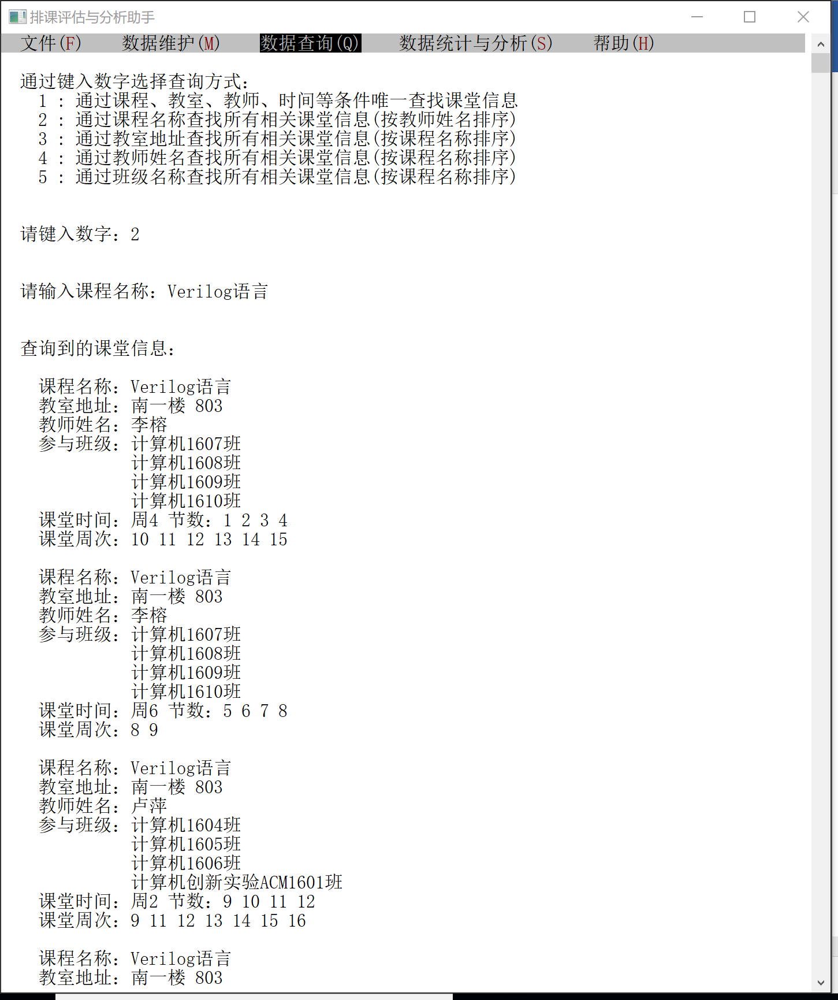 排课评估与分析助手
文件(F) 数据维护(M) 数据查询(Q) 数据统计与分析(S) 帮助(H)
通过键入数字选择查询方式：
1 : 通过课程、教室、教师、时间等条件唯一查找课堂信息
2 : 通过课程名称查找所有相关课堂信息(按教师姓名排序)
3 : 通过教室地址查找所有相关课堂信息(按课程名称排序)
4 : 通过教师姓名查找所有相关课堂信息(按课程名称排序)
5 : 通过班级名称查找所有相关课堂信息(按课程名称排序)
请键入数字：2
请输入课程名称：Verilog语言
查询到的课堂信息：
课程名称：Verilog语言
教室地址：南一楼 803
教师姓名：李榕
参与班级：计算机1607班
计算机1608班
计算机1609班
计算机1610班
课堂时间：周4 节数：1 2 3 4
课堂周次：10 11 12 13 14 15
课程名称：Verilog语言
教室地址：南一楼 803
教师姓名：李榕
参与班级：计算机1607班
计算机1608班
计算机1609班
计算机1610班
课堂时间：周6 节数：5 6 7 8
课堂周次：8 9
课程名称：Verilog语言
教室地址：南一楼 803
教师姓名：卢萍
参与班级：计算机1604班
计算机1605班
计算机1606班
计算机创新实验ACM1601班
课堂时间：周2 节数：9 10 11 12
课堂周次：9 11 12 13 14 15 16
课程名称：Verilog语言
教室地址：南一楼 803